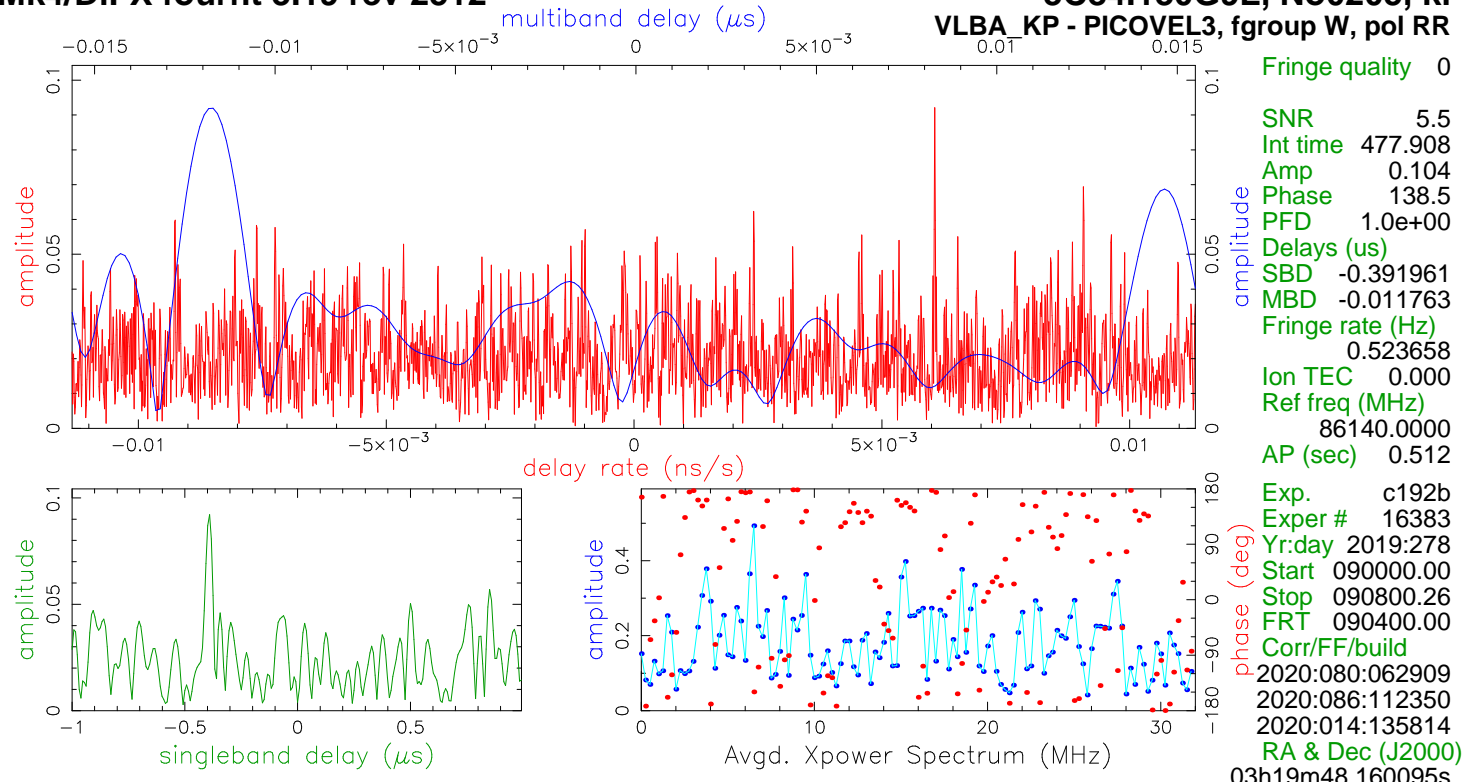 multiband delay (μs)
VLBA_KP - PICOVEL3, fgroup W, pol RR
−0.015 −0.01 −5×10⁻³ 0 5×10⁻³ 0.01 0.015
Fringe quality 0
SNR 5.5
Int time 477.908
Amp 0.104
Phase 138.5
PFD 1.0e+00
Delays (us)
SBD -0.391961
MBD -0.011763
Fringe rate (Hz)
0.523658
Ion TEC 0.000
Ref freq (MHz)
86140.0000
AP (sec) 0.512
Exp. c192b
Exper # 16383
Yr:day 2019:278
Start 090000.00
Stop 090800.26
FRT 090400.00
Corr/FF/build
2020:080:062909
2020:086:112350
2020:014:135814
RA & Dec (J2000)
03h19m48.160095s
amplitude
0.1
0.05
0
amplitude
0.1
0.05
0
−0.01 −5×10⁻³ 0 5×10⁻³ 0.01
delay rate (ns/s)
amplitude
0.1
0.05
0
−1 −0.5 0 0.5
singleband delay (μs)
amplitude
0.4
0.2
0
phase (deg)
180
90
0
−90
−180
0 10 20 30
Avgd. Xpower Spectrum (MHz)